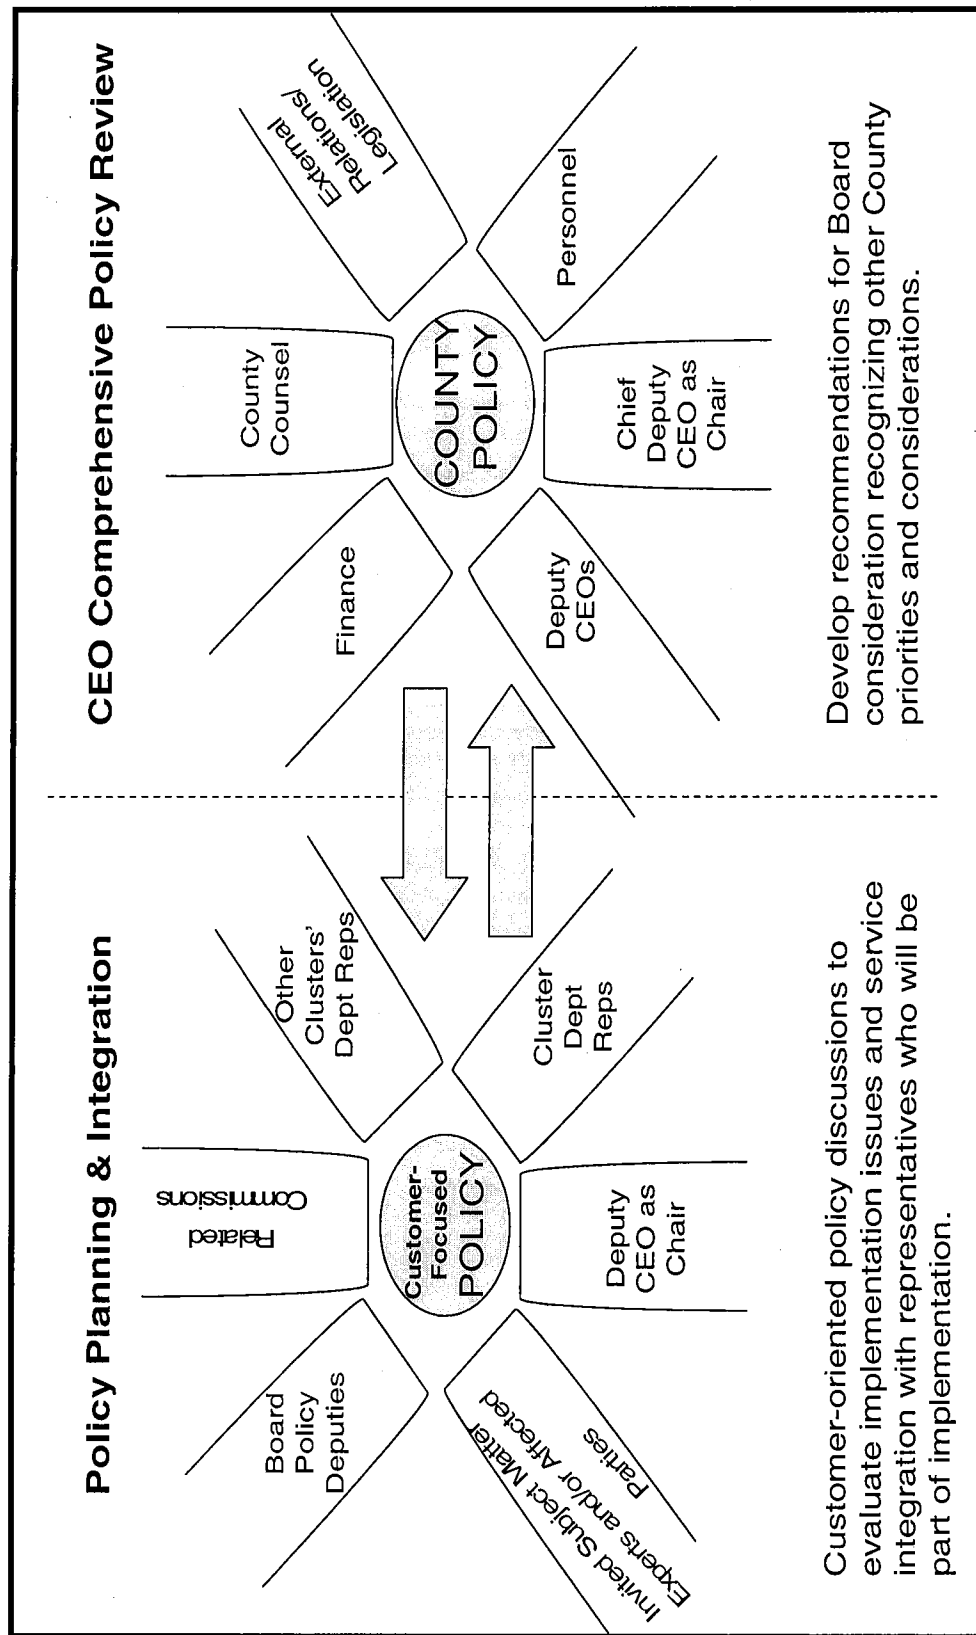 Policy Planning & Integration
Board
Policy
Deputies
Related
Commissions
Other
Clusters'
Dept Reps
Customer-
Focused
POLICY
Invited Subject Matter
Experts and/or Affected
Parties
Deputy
CEO as
Chair
Cluster
Dept
Reps
Customer-oriented policy discussions to
evaluate implementation issues and service
integration with representatives who will be
part of implementation.
CEO Comprehensive Policy Review
Finance
County
Counsel
External
Relations/
Legislation
COUNTY
POLICY
Deputy
CEOs
Chief
Deputy
CEO as
Chair
Personnel
Develop recommendations for Board
consideration recognizing other County
priorities and considerations.